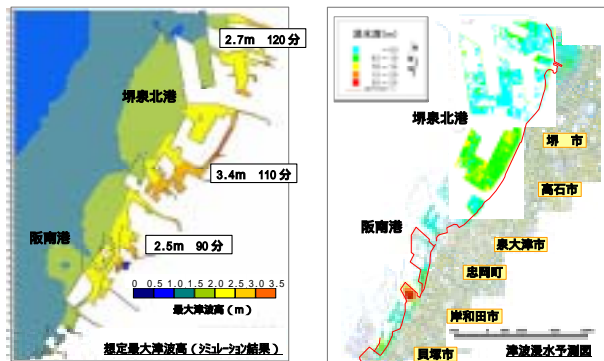 2.7m 120分
堺泉北港
3.4m 110分
阪南港
2.5m 90分
0 0.5 1.0 1.5 2.0 2.5 3.0 3.5
最大津波高（m）
想定最大津波高（シミュレーション結果）
浸水深(m)
堺泉北港
堺 市
高石市
阪南港
泉大津市
忠岡町
岸和田市
貝塚市
津波浸水予測図